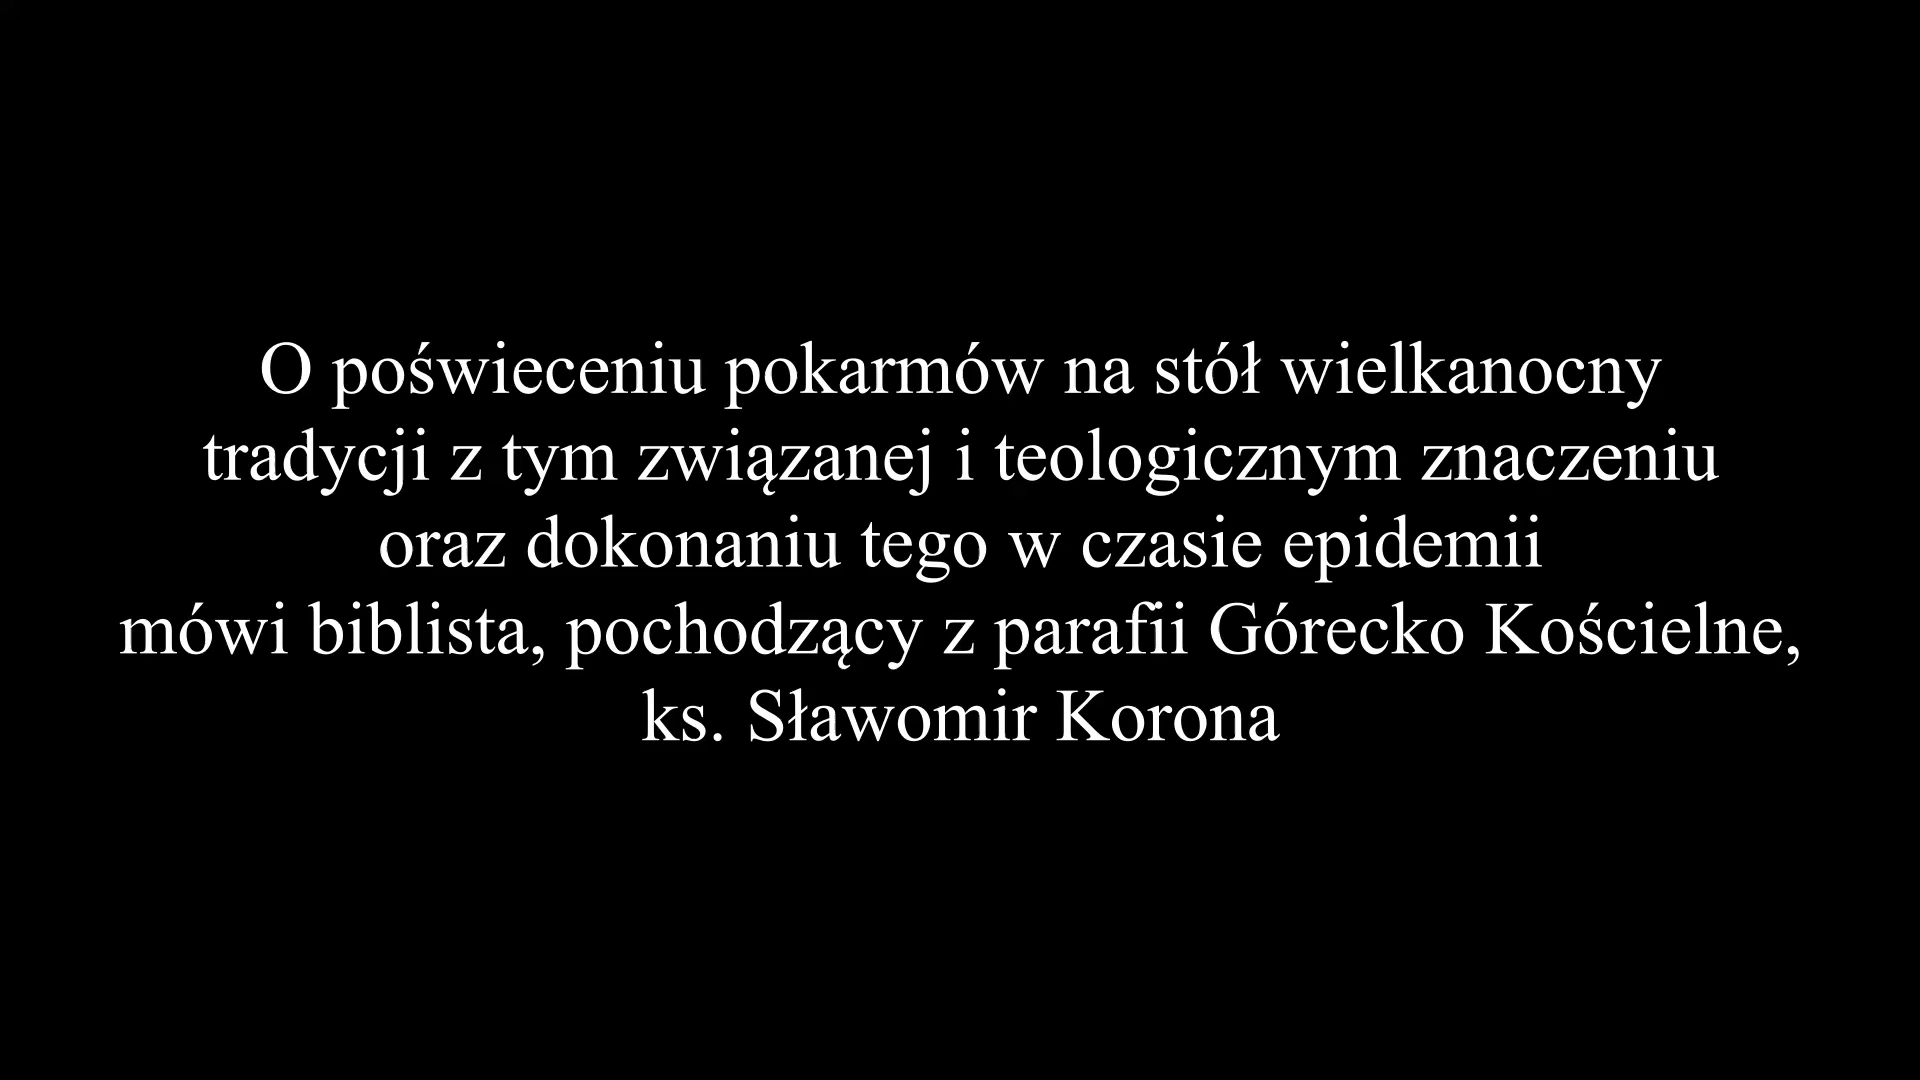 O poświeceniu pokarmów na stół wielkanocny
tradycji z tym związanej i teologicznym znaczeniu
oraz dokonaniu tego w czasie epidemii
mówi biblista, pochodzący z parafii Górecko Kościelne,
ks. Sławomir Korona